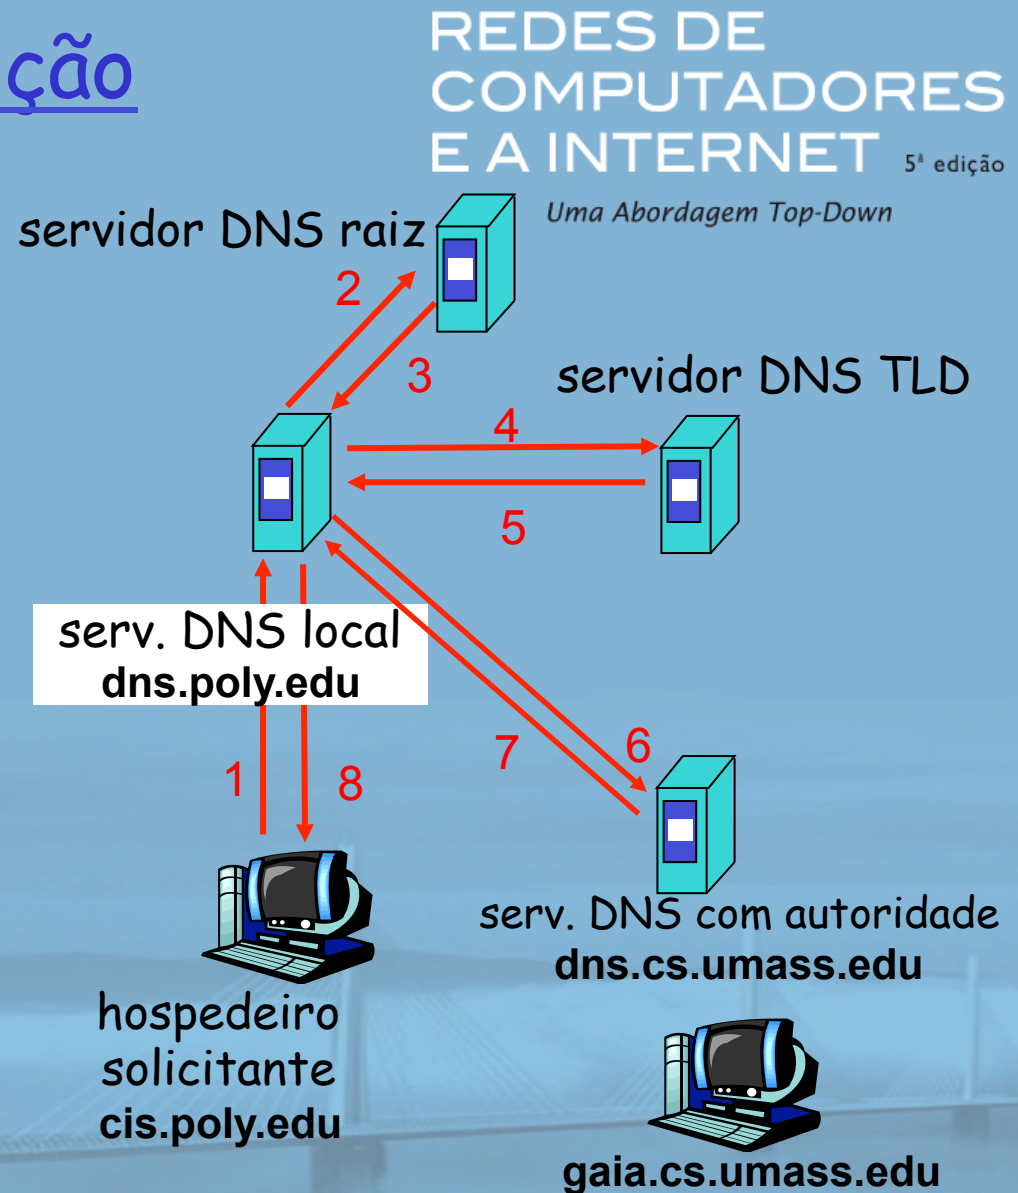 ção
REDES DE
COMPUTADORES
E A INTERNET 5ª edição
Uma Abordagem Top-Down
servidor DNS raiz
2
3
servidor DNS TLD
4
5
serv. DNS local
dns.poly.edu
7
6
1
8
serv. DNS com autoridade
dns.cs.umass.edu
hospedeiro
solicitante
cis.poly.edu
gaia.cs.umass.edu